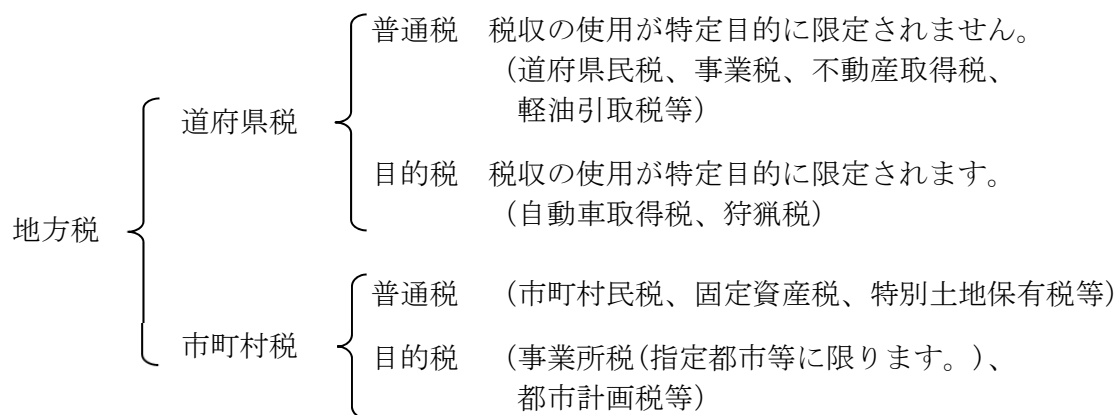 地方税
道府県税
普通税 税収の使用が特定目的に限定されません。
(道府県民税、事業税、不動産取得税、
軽油引取税等)
目的税 税収の使用が特定目的に限定されます。
(自動車取得税、狩猟税)
市町村税
普通税 (市町村民税、固定資産税、特別土地保有税等)
目的税 (事業所税(指定都市等に限ります。)、
都市計画税等)